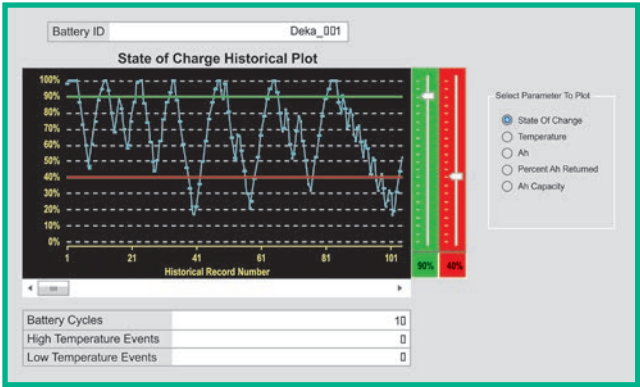 Battery ID
Deka_001
State of Charge Historical Plot
100%
90%
80%
70%
60%
50%
40%
30%
20%
10%
0%
1 21 41 61 81 101
Historical Record Number
90% 40%
Select Parameter To Plot
State Of Change
Temperature
Ah
Percent Ah Returned
Ah Capacity
Battery Cycles 10
High Temperature Events 0
Low Temperature Events 0